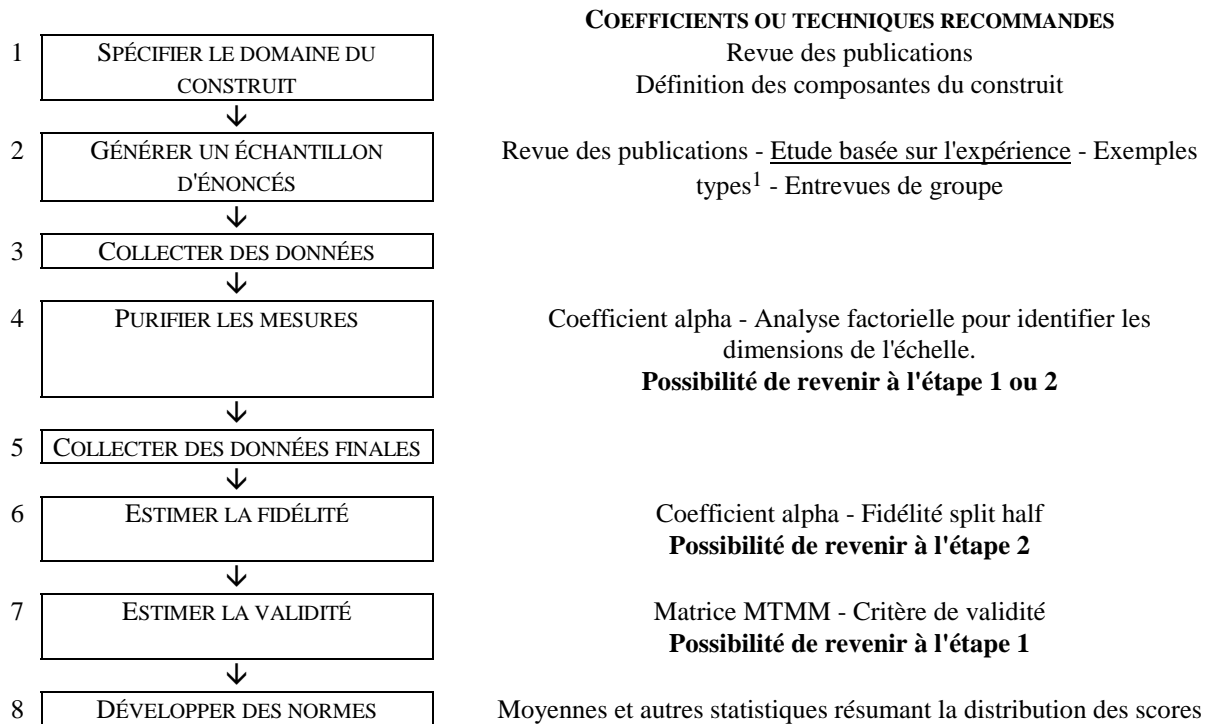 COEFFICIENTS OU TECHNIQUES RECOMMANDES
1 SPÉCIFIER LE DOMAINE DU Revue des publications
CONSTRUIT Définition des composantes du construit
↓
2 GÉNÉRER UN ÉCHANTILLON Revue des publications - Etude basée sur l'expérience - Exemples
D'ÉNONCÉS types1 - Entrevues de groupe
↓
3 COLLECTER DES DONNÉES
↓
4 PURIFIER LES MESURES Coefficient alpha - Analyse factorielle pour identifier les
dimensions de l'échelle.
Possibilité de revenir à l'étape 1 ou 2
↓
5 COLLECTER DES DONNÉES FINALES
↓
6 ESTIMER LA FIDÉLITÉ Coefficient alpha - Fidélité split half
Possibilité de revenir à l'étape 2
↓
7 ESTIMER LA VALIDITÉ Matrice MTMM - Critère de validité
Possibilité de revenir à l'étape 1
↓
8 DÉVELOPPER DES NORMES Moyennes et autres statistiques résumant la distribution des scores